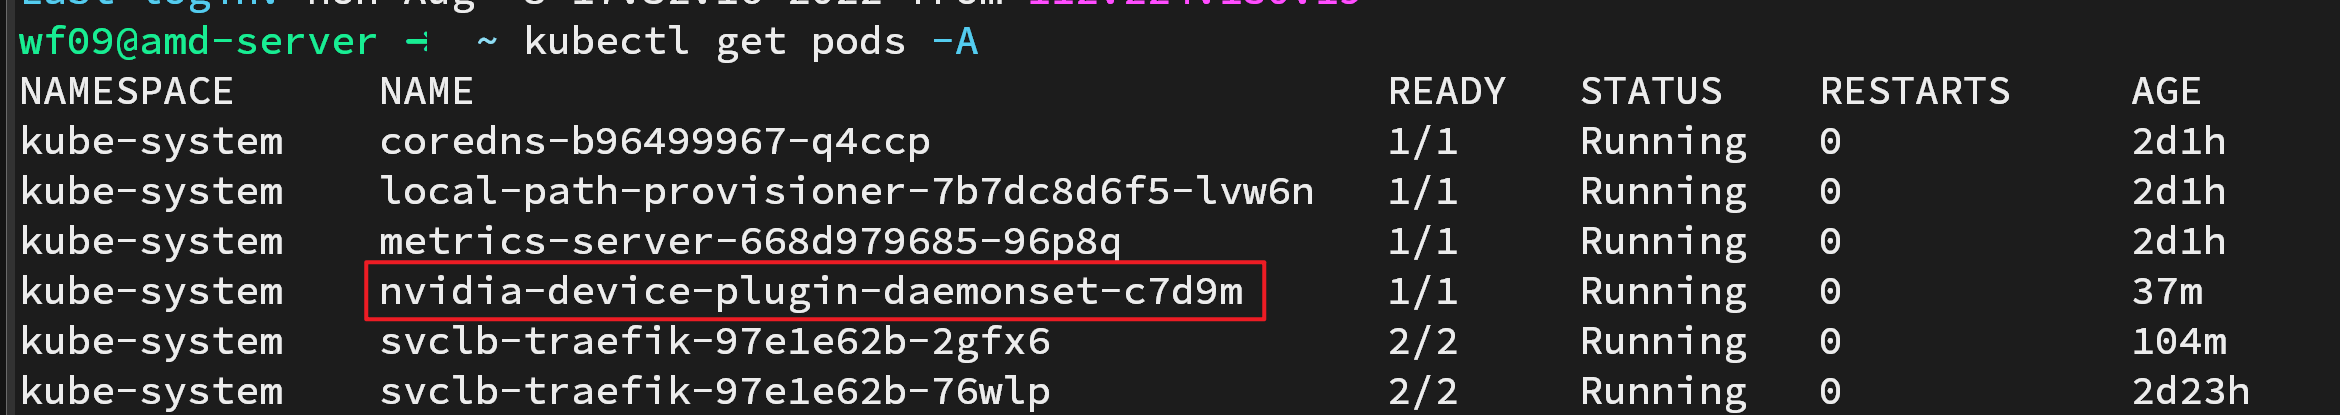 wf09@amd-server ~ kubectl get pods -A
NAMESPACE NAME READY STATUS RESTARTS AGE
kube-system coredns-b96499967-q4ccp 1/1 Running 0 2d1h
kube-system local-path-provisioner-7b7dc8d6f5-lvw6n 1/1 Running 0 2d1h
kube-system metrics-server-668d979685-96p8q 1/1 Running 0 2d1h
kube-system nvidia-device-plugin-daemonset-c7d9m 1/1 Running 0 37m
kube-system svclb-traefik-97e1e62b-2gfx6 2/2 Running 0 104m
kube-system svclb-traefik-97e1e62b-76wlp 2/2 Running 0 2d23h